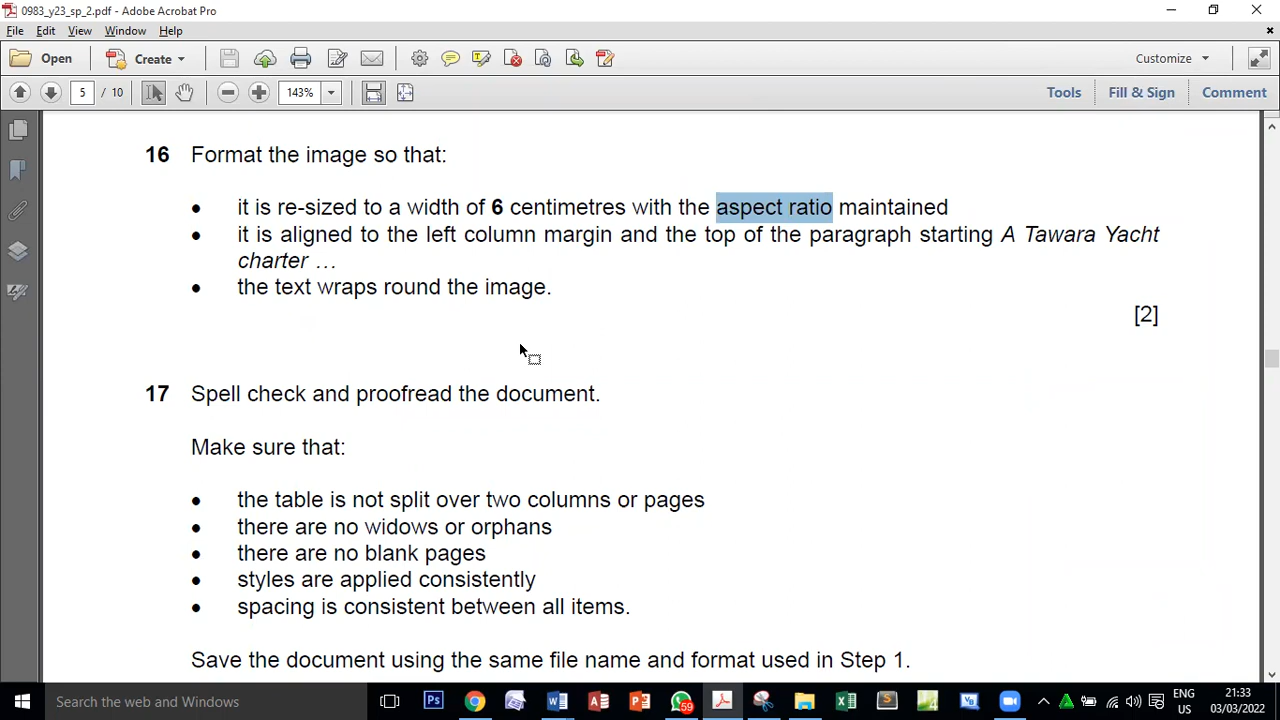 0983_y23_sp_2.pdf - Adobe Acrobat Pro
File Edit View Window Help
Open Create Customize
5 / 10 143% Tools Fill & Sign Comment
16 Format the image so that:
• it is re-sized to a width of 6 centimetres with the aspect ratio maintained
• it is aligned to the left column margin and the top of the paragraph starting A Tawara Yacht
charter …
• the text wraps round the image.
[2]
17 Spell check and proofread the document.
Make sure that:
• the table is not split over two columns or pages
• there are no widows or orphans
• there are no blank pages
• styles are applied consistently
• spacing is consistent between all items.
Save the document using the same file name and format used in Step 1.
Search the web and Windows
59
ENG 21:33
US 03/03/2022